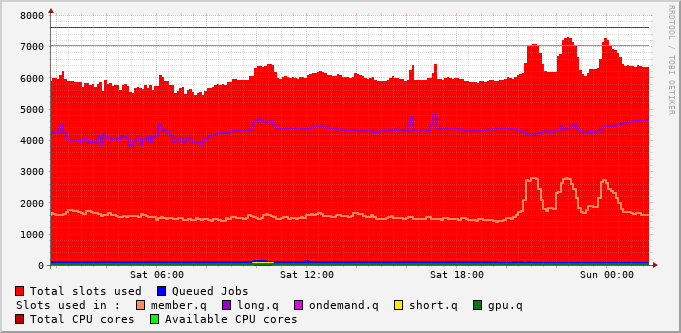 8000
7000
6000
5000
4000
3000
2000
1000
0
Sat 06:00 Sat 12:00 Sat 18:00 Sun 00:00
Total slots used Queued Jobs
Slots used in : member.q long.q ondemand.q short.q gpu.q
Total CPU cores Available CPU cores
RRDTOOL / TOBI OETIKER